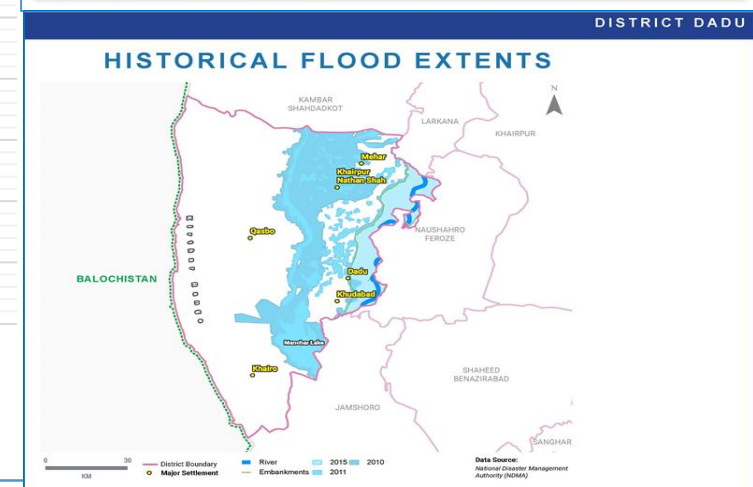 DISTRICT DADU
HISTORICAL FLOOD EXTENTS
N
KAMBAR
SHAHDADKOT
LARKANA
KHAIRPUR
Mehar
Khairpur
Nathan Shah
NAUSHAHRO
FEROZE
Qasbo
BALOCHISTAN
Dadu
Khudabad
Manchar Lake
Khairo
SHAHEED
BENAZIRABAD
JAMSHORO
SANGHAR
0 30
KM
District Boundary
Major Settlement
River
Embankments
2015 2010
2011
Data Source:
National Disaster Management
Authority (NDMA)